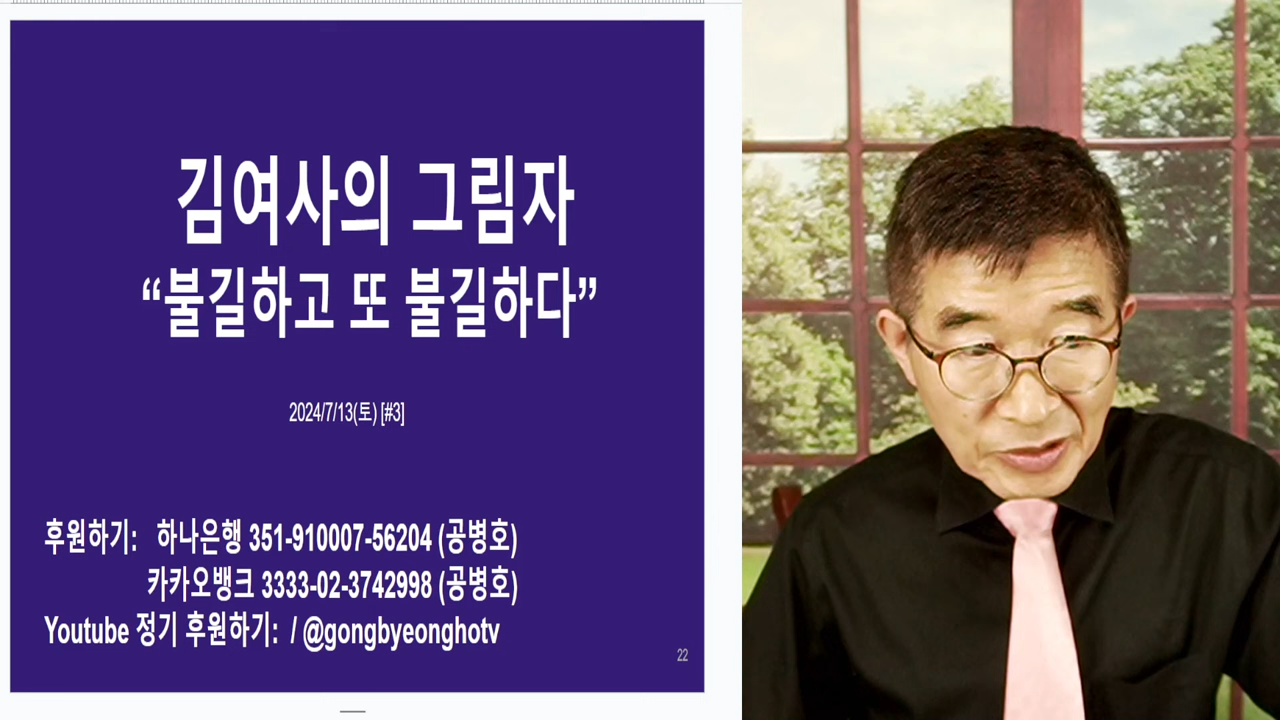 김여사의 그림자
“불길하고 또 불길하다”
2024/7/13(토) [#3]
후원하기: 하나은행 351-910007-56204 (공병호)
카카오뱅크 3333-02-3742998 (공병호)
Youtube 정기 후원하기: / @gongbyeonghotv
22